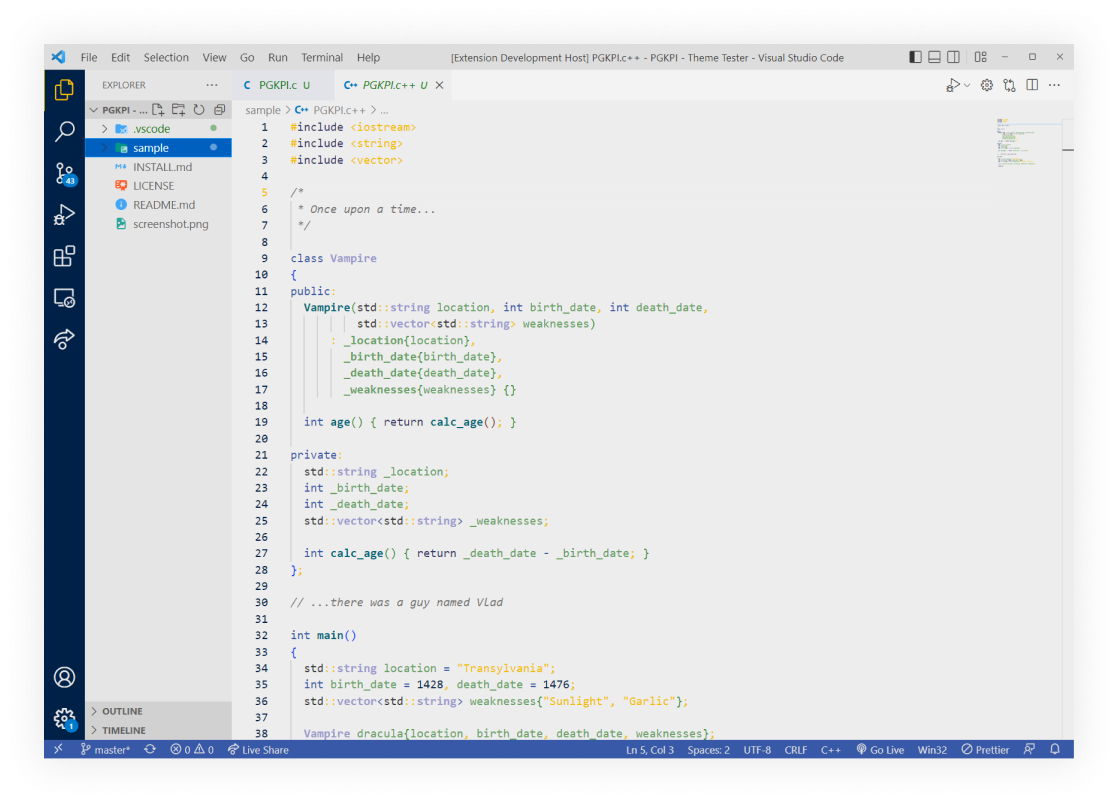 File Edit Selection View Go Run Terminal Help [Extension Development Host] PGKPI.c++ - PGKPI - Theme Tester - Visual Studio Code
EXPLORER ···
PGKPI - ...
.vscode
sample
M↓ INSTALL.md
LICENSE
README.md
screenshot.png
OUTLINE
TIMELINE
43
1
C PGKPI.c U C++ PGKPI.c++ U
sample > C++ PGKPI.c++ > ...
1 #include <iostream>
2 #include <string>
3 #include <vector>
4
5 /*
6 * Once upon a time...
7 */
8
9 class Vampire
10 {
11 public:
12 Vampire(std::string location, int birth_date, int death_date,
13 std::vector<std::string> weaknesses)
14 : _location{location},
15 _birth_date{birth_date},
16 _death_date{death_date},
17 _weaknesses{weaknesses} {}
18
19 int age() { return calc_age(); }
20
21 private:
22 std::string _location;
23 int _birth_date;
24 int _death_date;
25 std::vector<std::string> _weaknesses;
26
27 int calc_age() { return _death_date - _birth_date; }
28 };
29
30 // ...there was a guy named Vlad
31
32 int main()
33 {
34 std::string location = "Transylvania";
35 int birth_date = 1428, death_date = 1476;
36 std::vector<std::string> weaknesses{"Sunlight", "Garlic"};
37
38 Vampire dracula{location, birth_date, death_date, weaknesses};
master* 0 0 Live Share Ln 5, Col 3 Spaces: 2 UTF-8 CRLF C++ Go Live Win32 Prettier